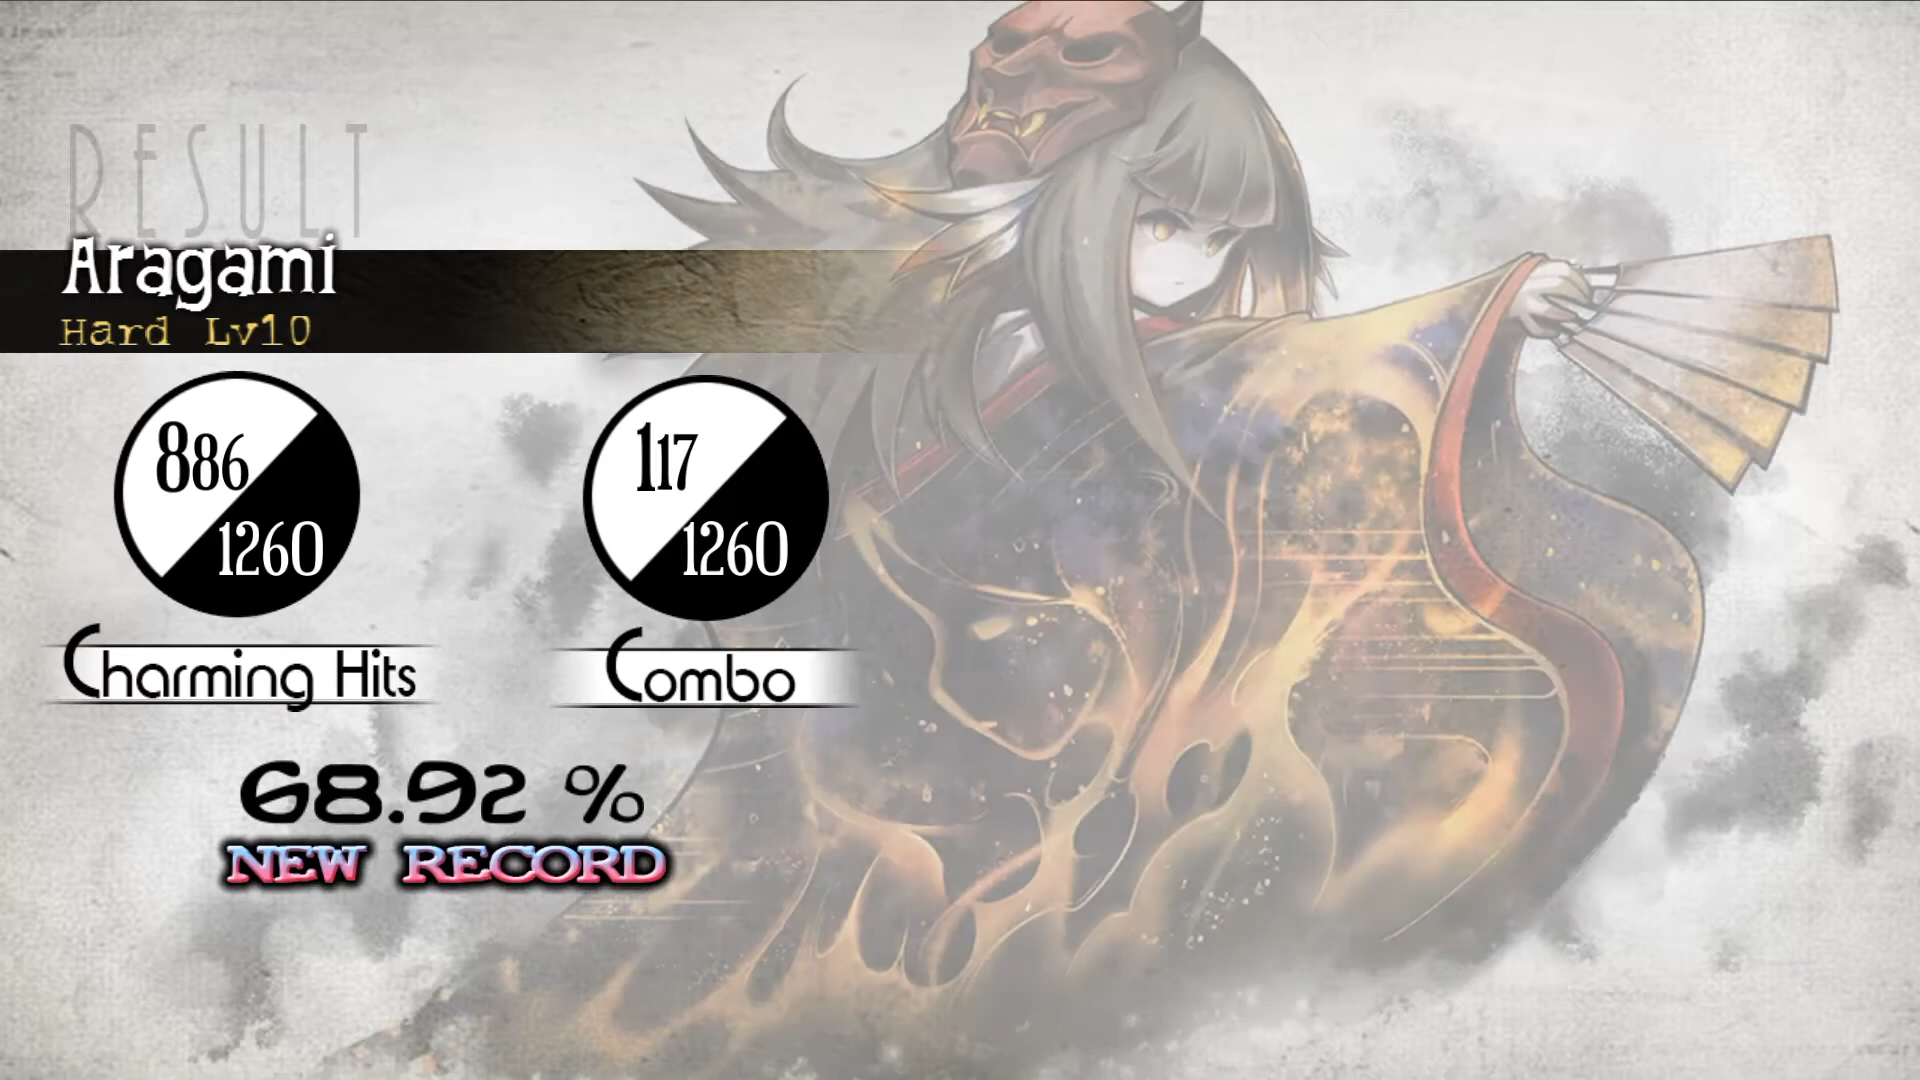 RESULT
Aragami
Hard Lv10
886
1260
117
1260
Charming Hits
Combo
68.92 %
NEW RECORD